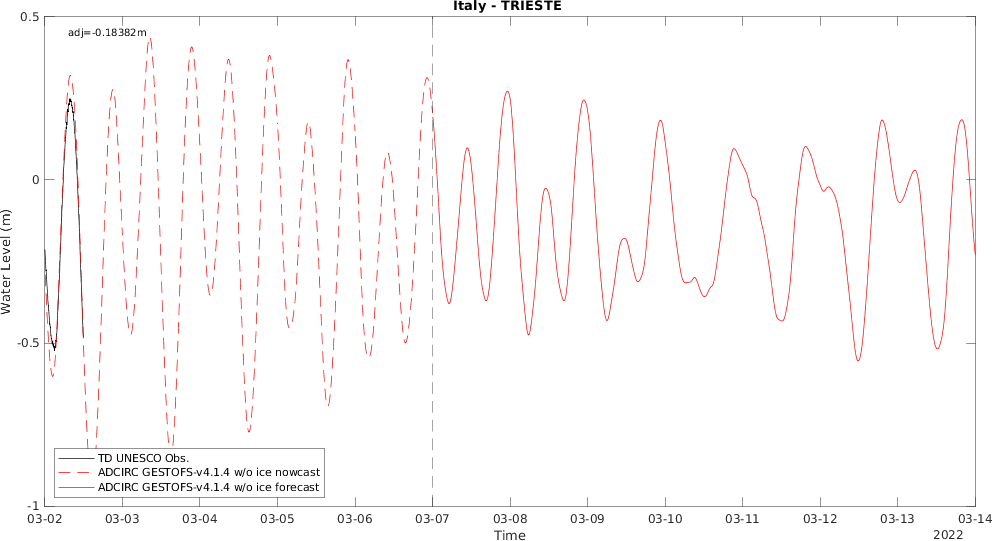 Italy - TRIESTE
adj=-0.18382m
0.5
0
-0.5
-1
Water Level (m)
TD UNESCO Obs.
ADCIRC GESTOFS-v4.1.4 w/o ice nowcast
ADCIRC GESTOFS-v4.1.4 w/o ice forecast
03-02 03-03 03-04 03-05 03-06 03-07 03-08 03-09 03-10 03-11 03-12 03-13 03-14
Time
2022